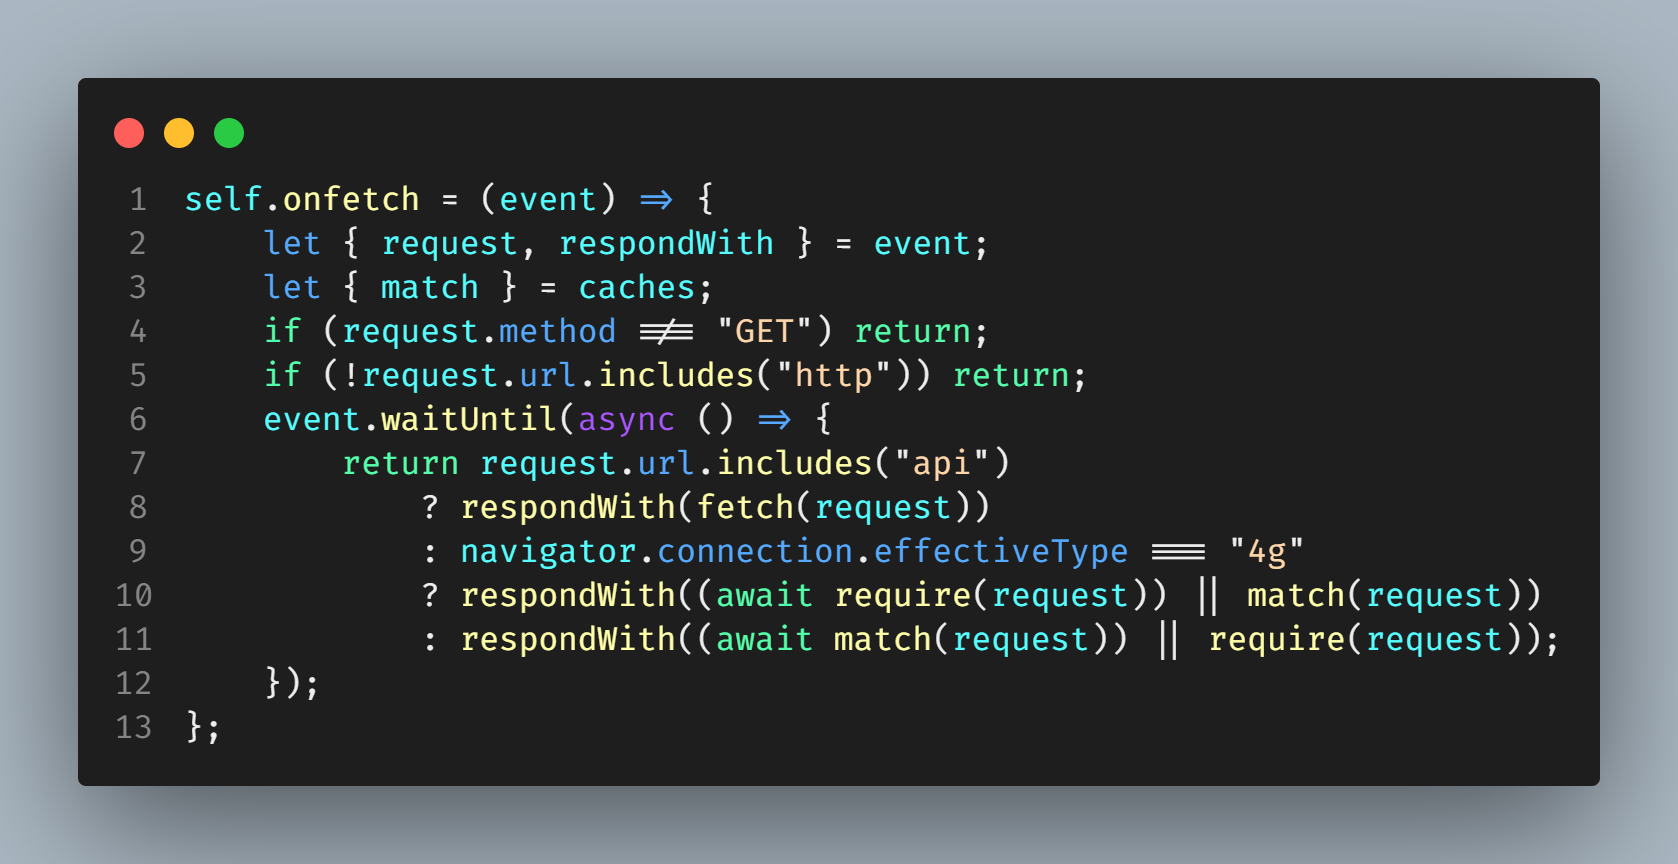 1 self.onfetch = (event) => {
2     let { request, respondWith } = event;
3     let { match } = caches;
4     if (request.method !== "GET") return;
5     if (!request.url.includes("http")) return;
6     event.waitUntil(async () => {
7         return request.url.includes("api")
8             ? respondWith(fetch(request))
9             : navigator.connection.effectiveType === "4g"
10             ? respondWith((await require(request)) || match(request))
11             : respondWith((await match(request)) || require(request));
12     });
13 };